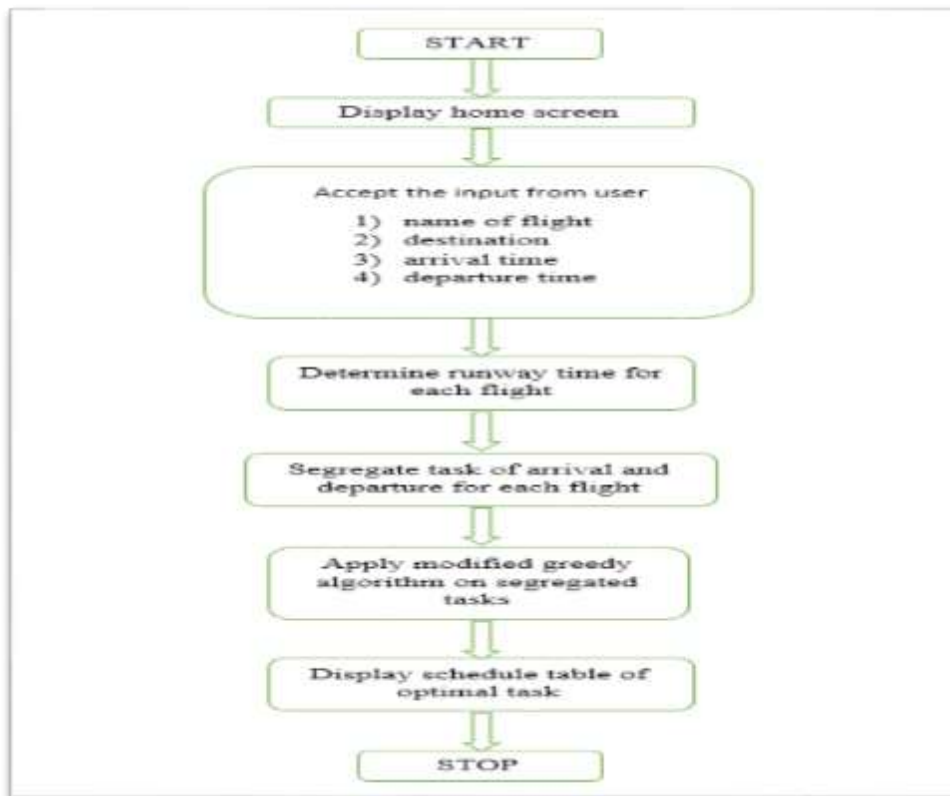 START
Display home screen
Accept the input from user
1) name of flight
2) destination
3) arrival time
4) departure time
Determine runway time for
each flight
Segregate task of arrival and
departure for each flight
Apply modified greedy
algorithm on segregated
tasks
Display schedule table of
optimal task
STOP